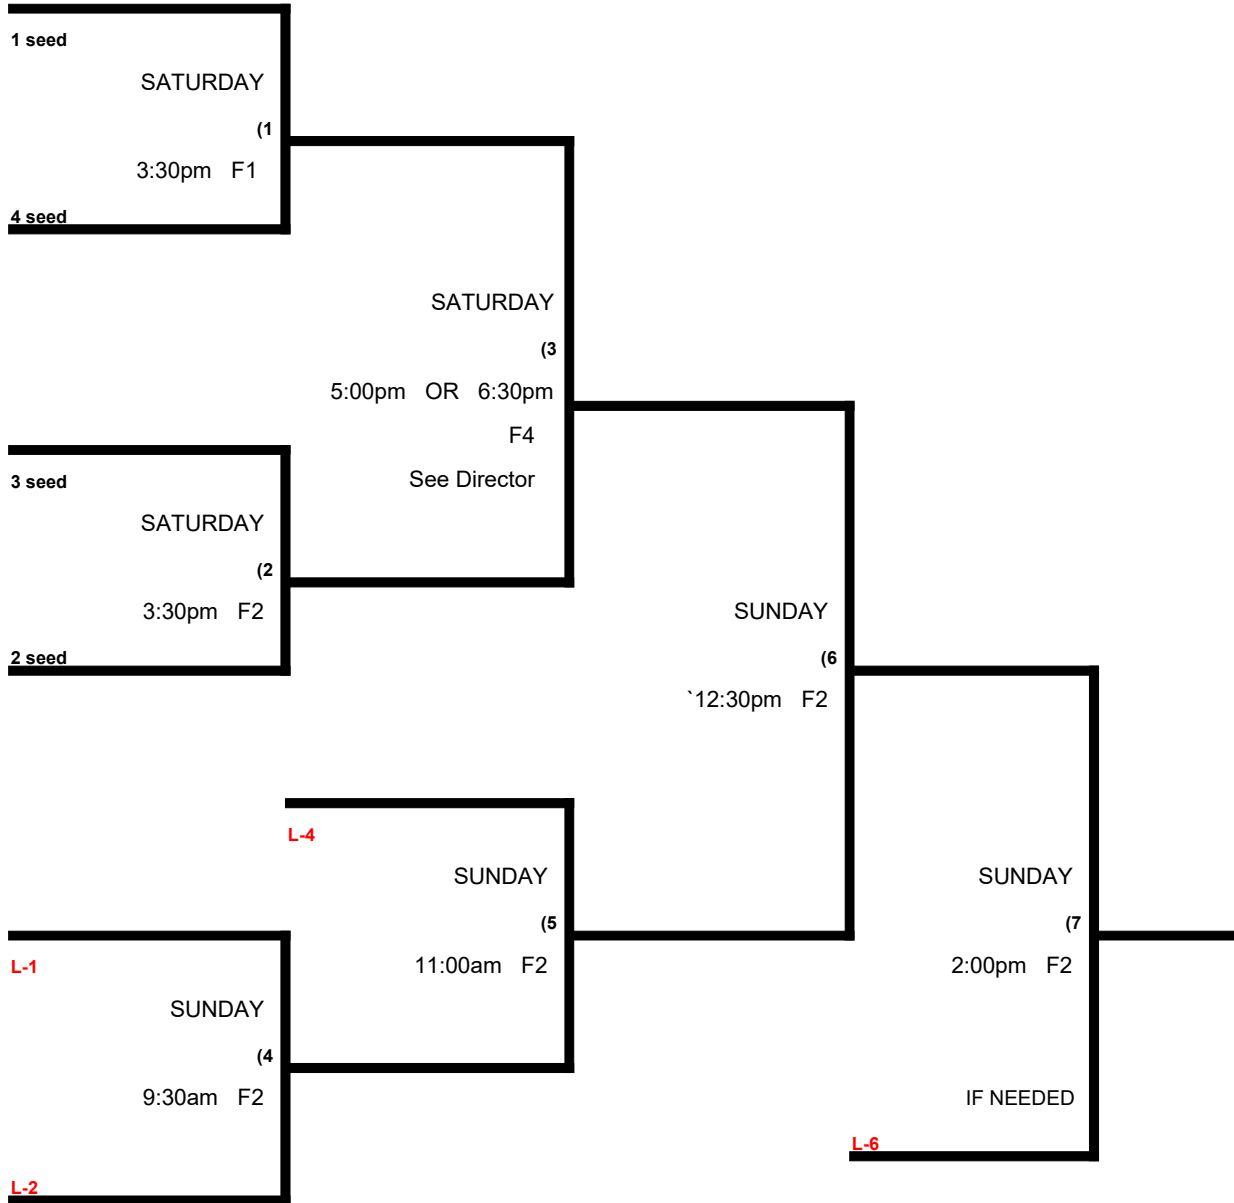 1 seed
SATURDAY
(1
3:30pm F1
4 seed
SATURDAY
(3
5:00pm OR 6:30pm
F4
See Director
3 seed
SATURDAY
(2
3:30pm F2
2 seed
SUNDAY
(6
`12:30pm F2
L-4
SUNDAY
(5
11:00am F2
SUNDAY
(7
2:00pm F2
L-1
SUNDAY
(4
9:30am F2
IF NEEDED
L-6
L-2